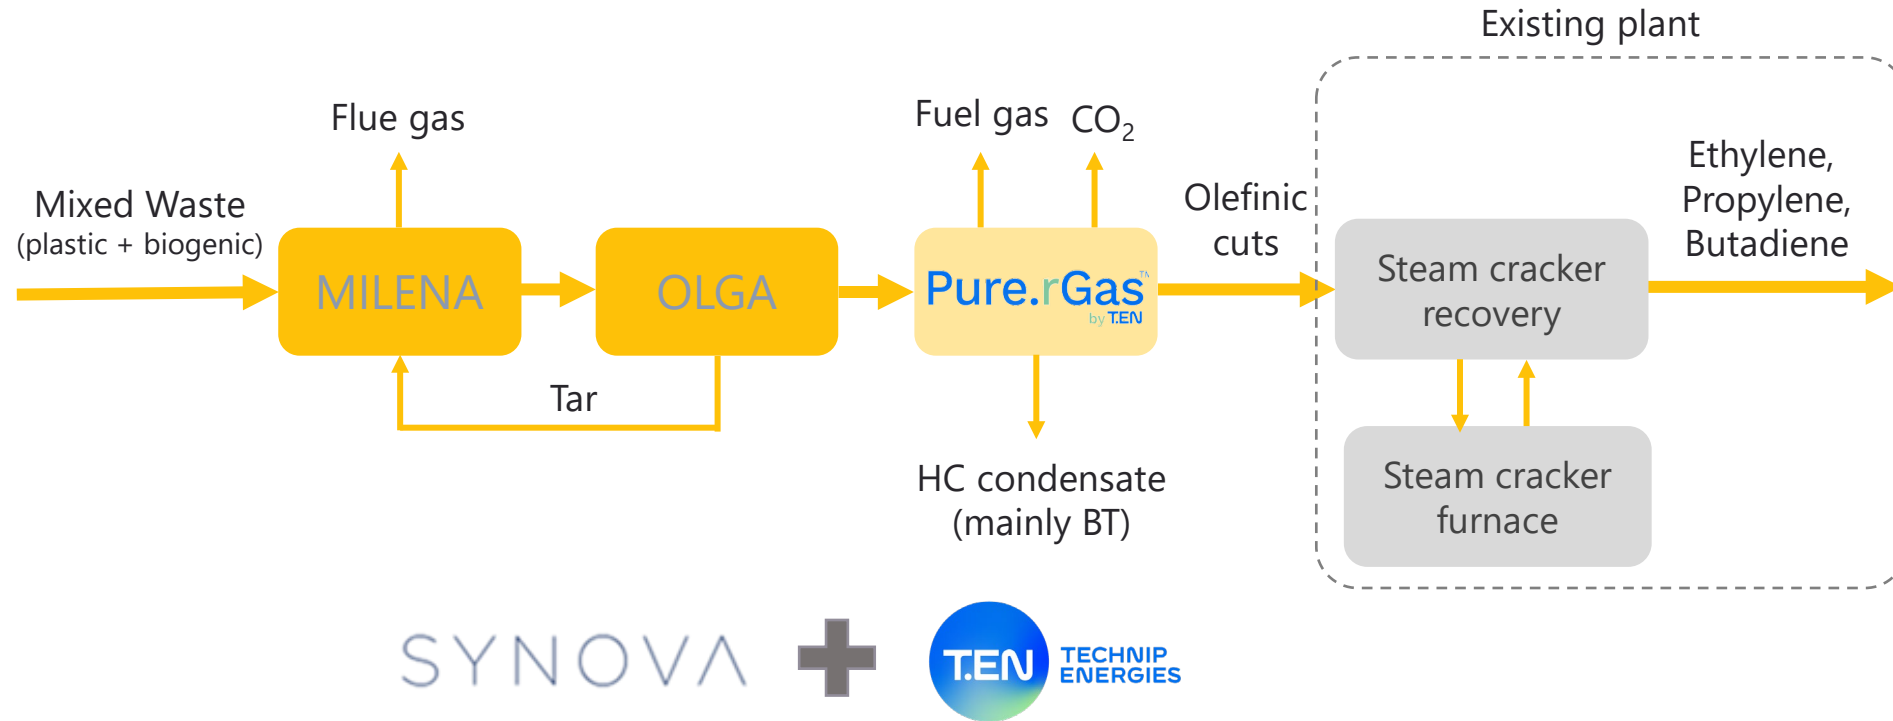 Existing plant
Flue gas
Fuel gas
CO2
Mixed Waste
(plastic + biogenic)
Olefinic
cuts
Ethylene,
Propylene,
Butadiene
MILENA
OLGA
Pure.rGas™
by T.EN
Steam cracker
recovery
Tar
HC condensate
(mainly BT)
Steam cracker
furnace
SYNOVA
T.EN
TECHNIP
ENERGIES